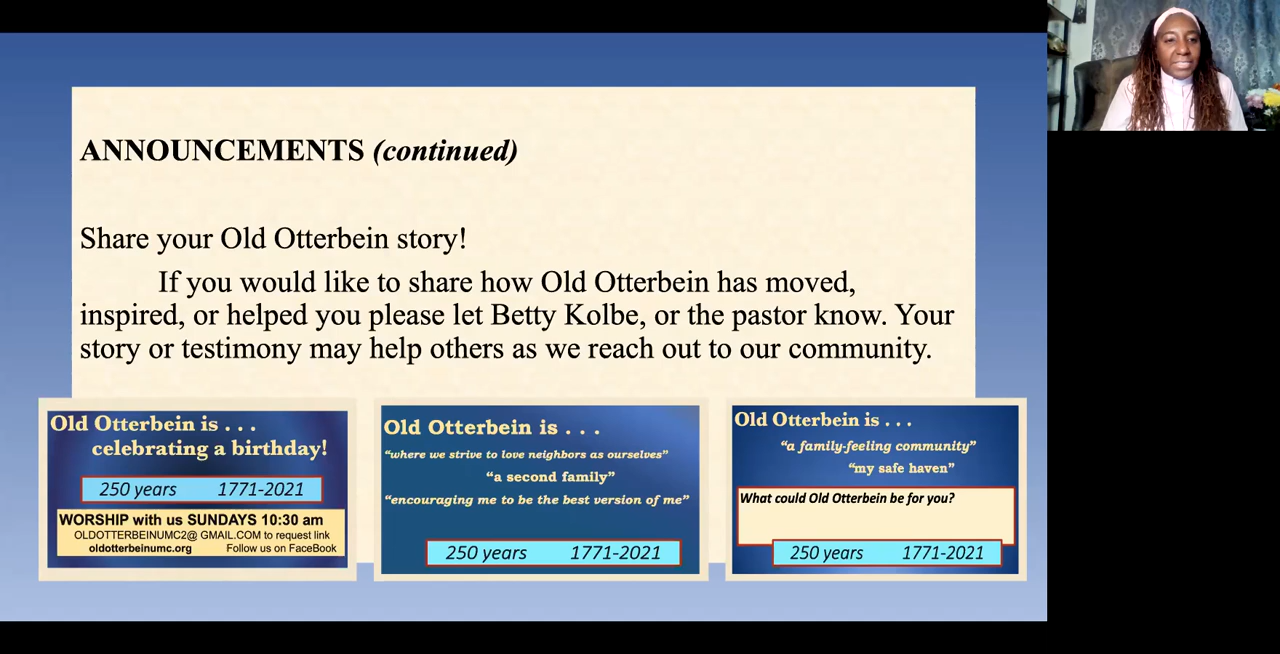 ANNOUNCEMENTS (continued)
Share your Old Otterbein story!
If you would like to share how Old Otterbein has moved,
inspired, or helped you please let Betty Kolbe, or the pastor know. Your
story or testimony may help others as we reach out to our community.
Old Otterbein is . . .
celebrating a birthday!
250 years 1771-2021
WORSHIP with us SUNDAYS 10:30 am
OLDOTTERBEINUMC2@ GMAIL.COM to request link
oldotterbeinumc.org Follow us on FaceBook
Old Otterbein is . . .
“where we strive to love neighbors as ourselves”
“a second family”
“encouraging me to be the best version of me”
250 years 1771-2021
Old Otterbein is . . .
“a family-feeling community”
“my safe haven”
What could Old Otterbein be for you?
250 years 1771-2021